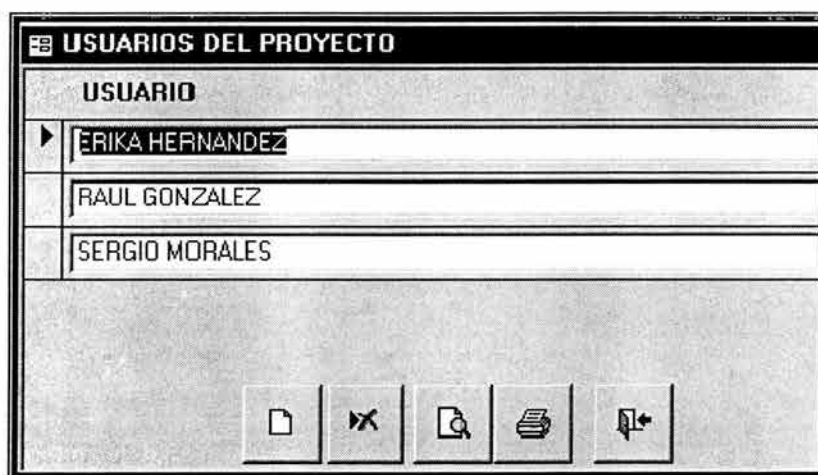 USUARIOS DEL PROYECTO
USUARIO
ERIKA HERNANDEZ
RAUL GONZALEZ
SERGIO MORALES